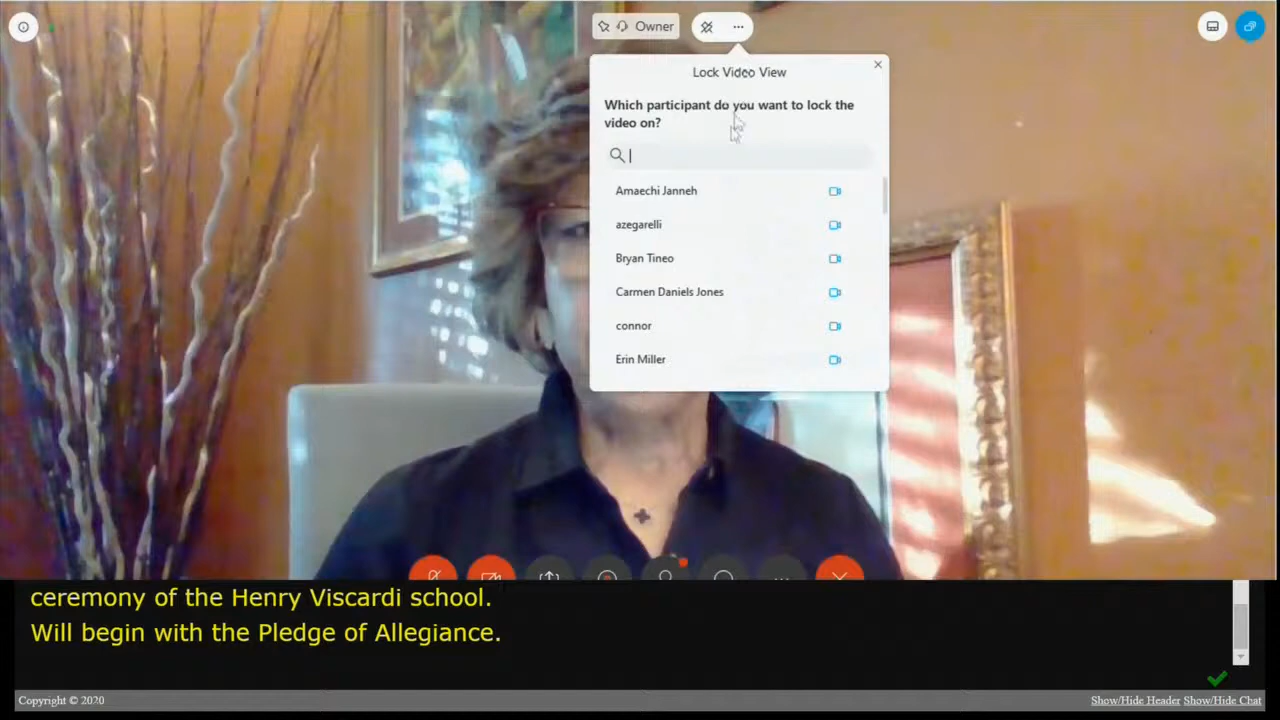 Owner
Lock Video View
Which participant do you want to lock the
video on?
Amaechi Janneh
azegarelli
Bryan Tineo
Carmen Daniels Jones
connor
Erin Miller
ceremony of the Henry Viscardi school.
Will begin with the Pledge of Allegiance.
Copyright © 2020
Show/Hide Header Show/Hide Chat